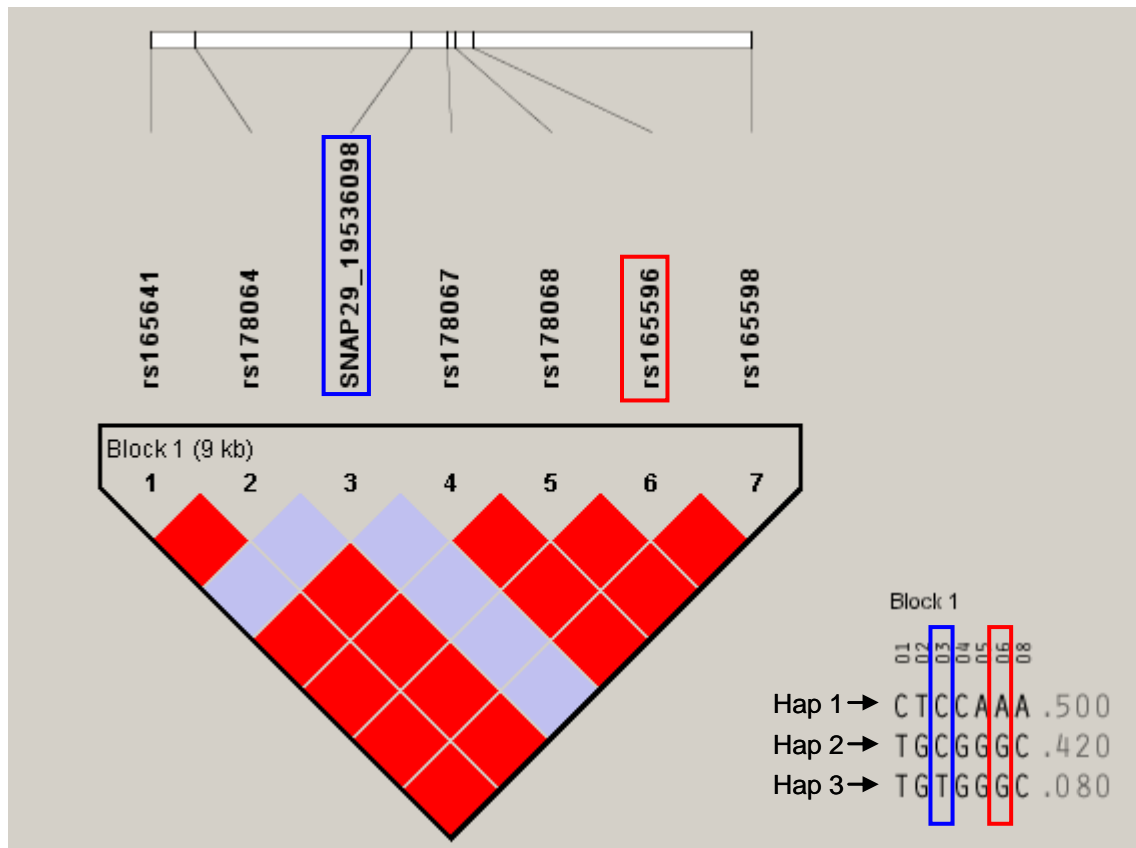 rs165641
rs178064
SNAP29_19536098
rs178067
rs178068
rs165596
rs165598
Block 1 (9 kb)
1 2 3 4 5 6 7
Block 1
01 02 03 04 05 06 08
Hap 1 → CTCCAAA .500
Hap 2 → TGCGGGC .420
Hap 3 → TGTGGGC .080